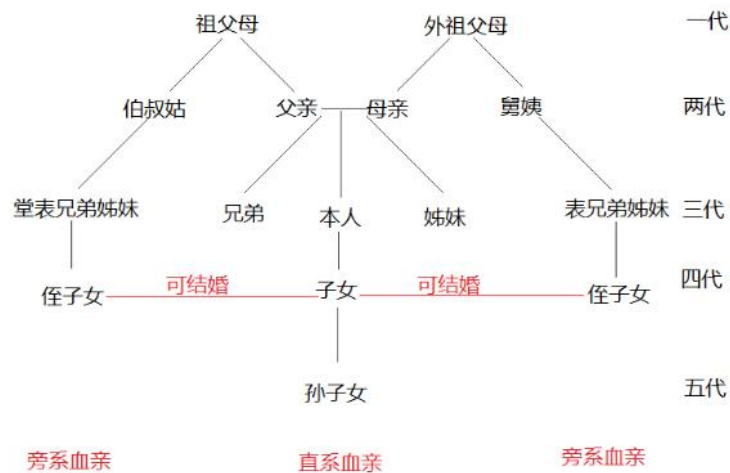 祖父母 外祖父母 一代
伯叔姑 父亲 母亲 舅姨 两代
堂表兄弟姊妹 兄弟 本人 姊妹 表兄弟姊妹 三代
侄子女 可结婚 子女 可结婚 侄子女 四代
孙子女 五代
旁系血亲 直系血亲 旁系血亲